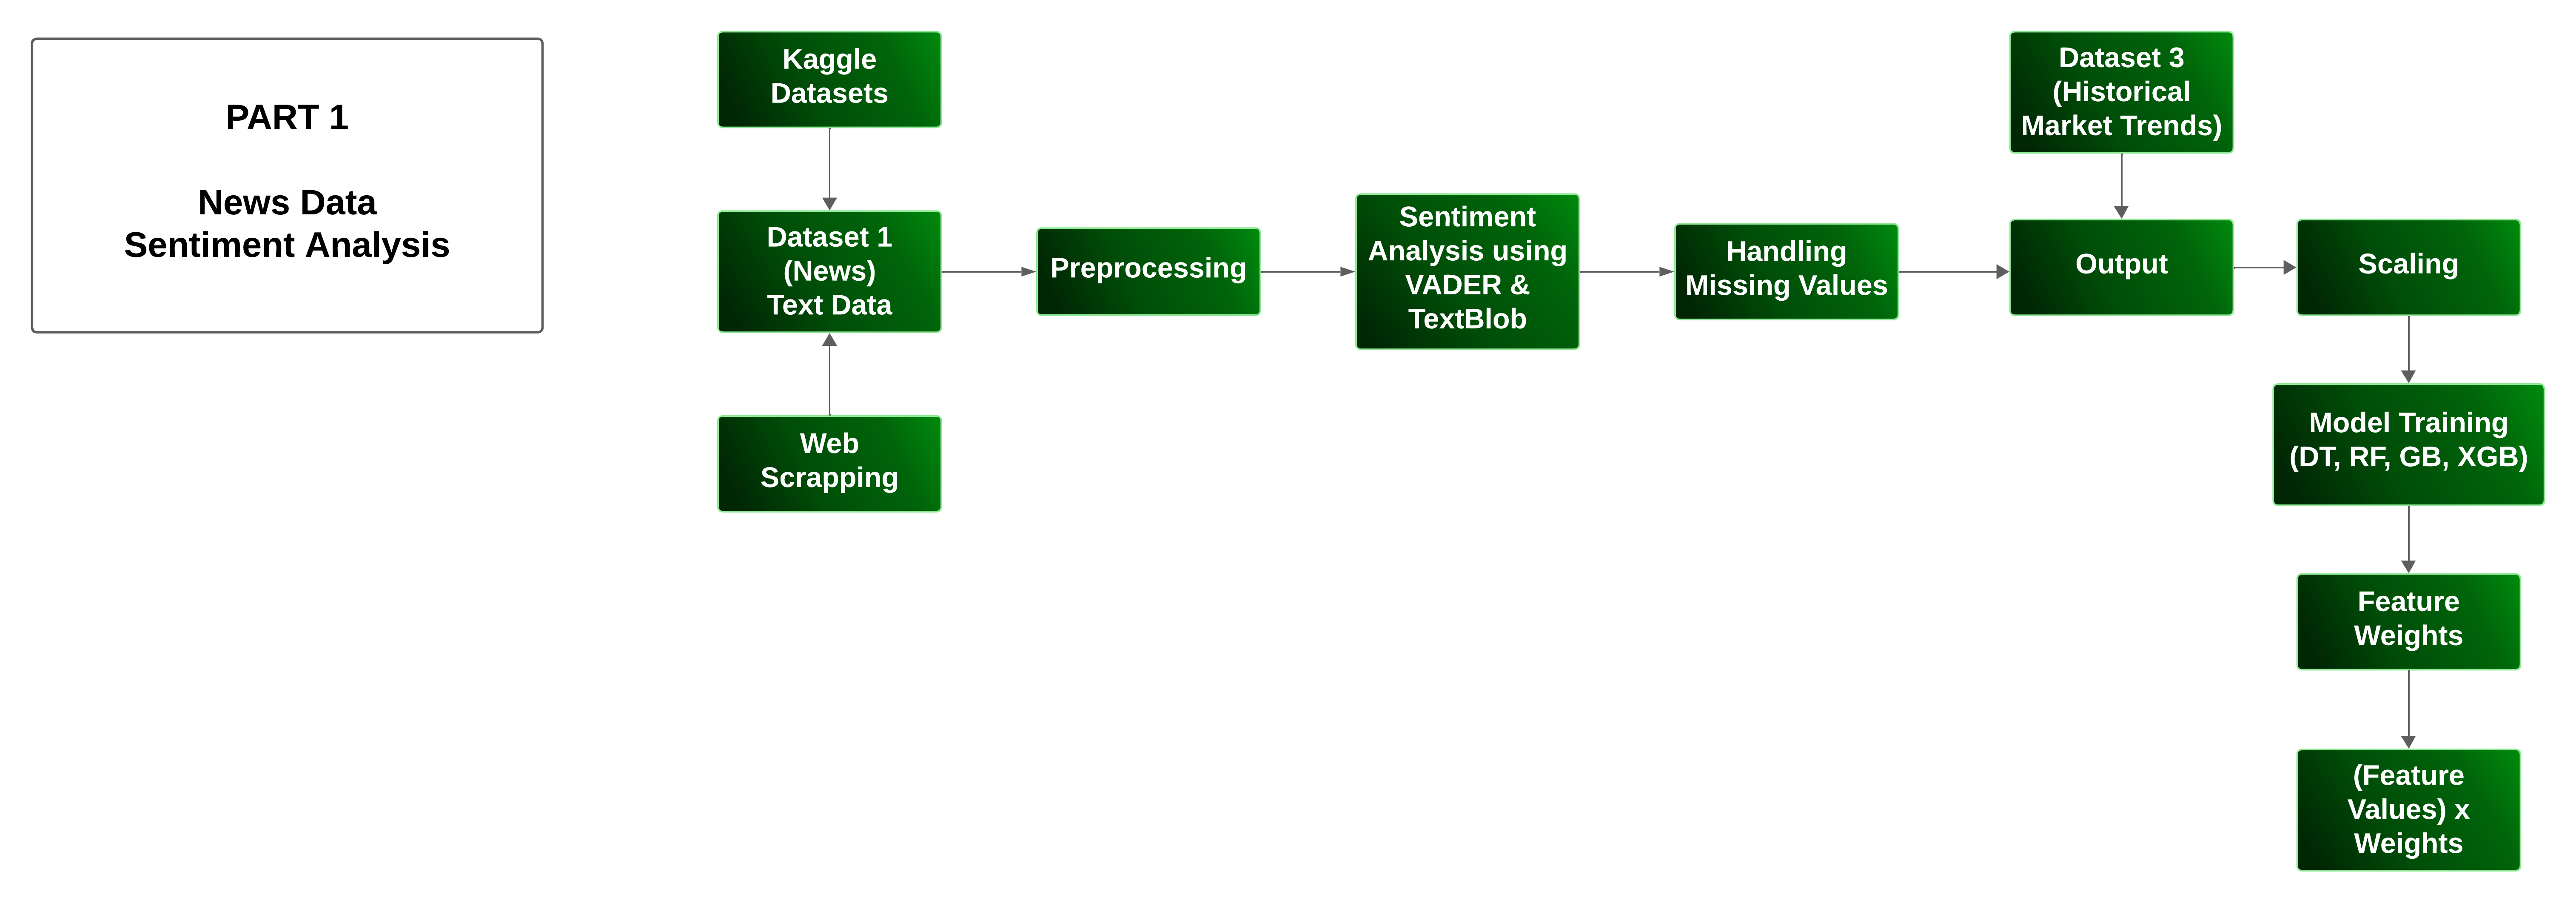 PART 1
News Data
Sentiment Analysis
Kaggle
Datasets
Dataset 1
(News)
Text Data
Web
Scrapping
Preprocessing
Sentiment
Analysis using
VADER &
TextBlob
Handling
Missing Values
Dataset 3
(Historical
Market Trends)
Output
Scaling
Model Training
(DT, RF, GB, XGB)
Feature
Weights
(Feature
Values) x
Weights